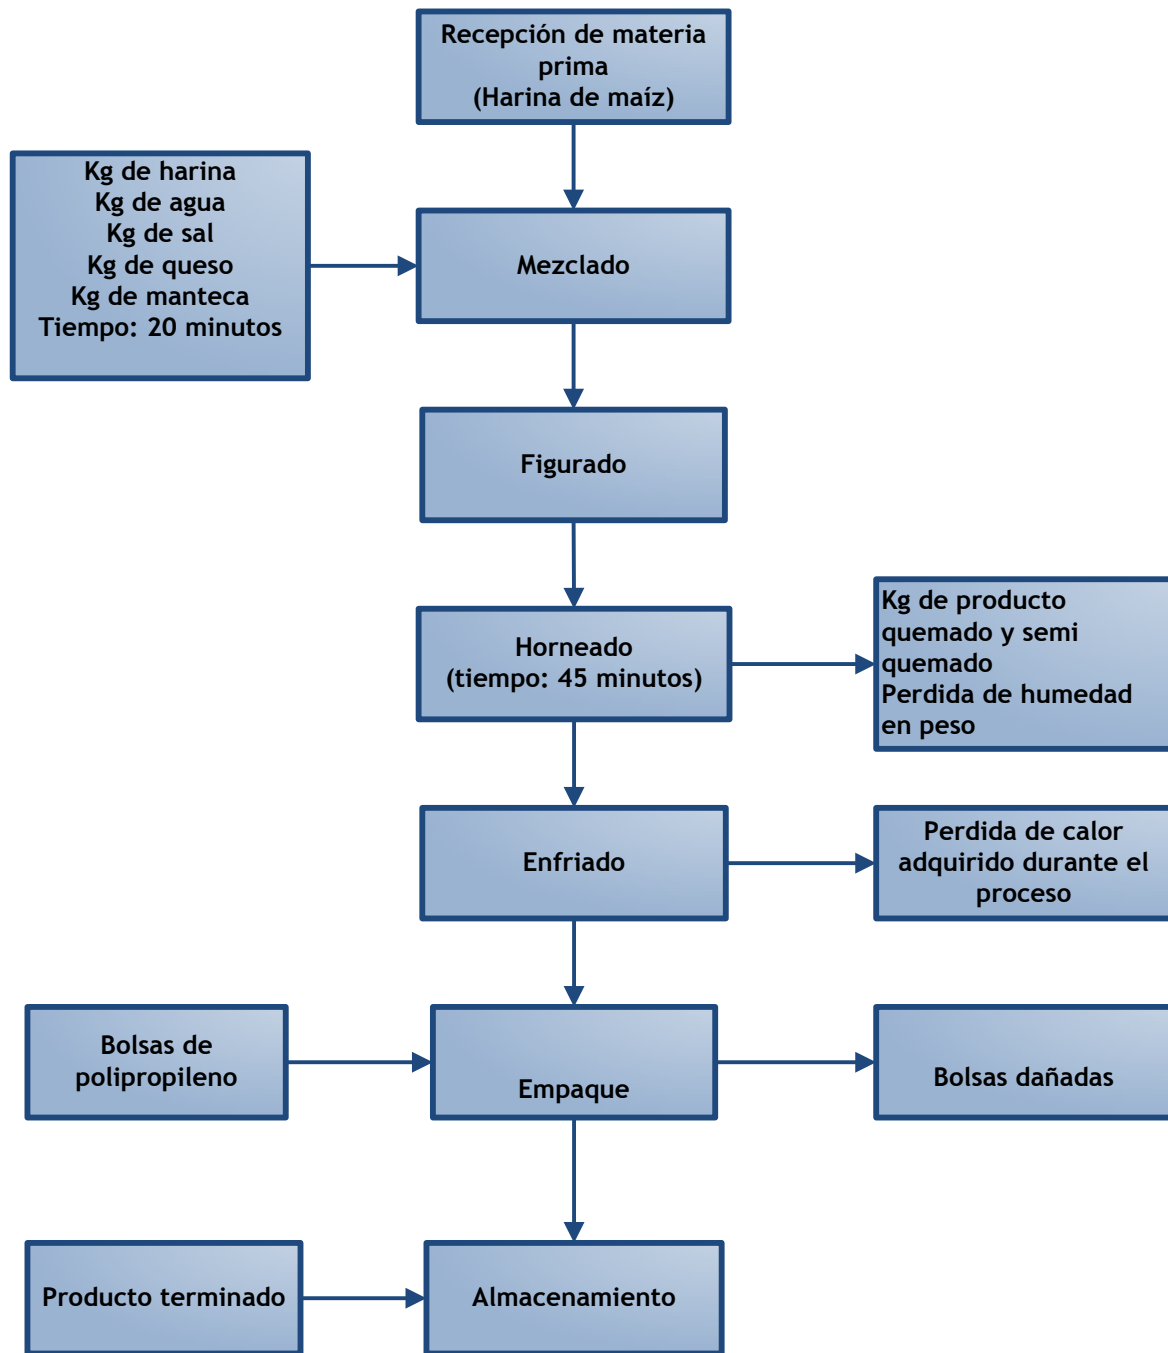 Recepción de materia
prima
(Harina de maíz)
Kg de harina
Kg de agua
Kg de sal
Kg de queso
Kg de manteca
Tiempo: 20 minutos
Mezclado
Figurado
Horneado
(tiempo: 45 minutos)
Kg de producto
quemado y semi
quemado
Perdida de humedad
en peso
Enfriado
Perdida de calor
adquirido durante el
proceso
Bolsas de
polipropileno
Empaque
Bolsas dañadas
Producto terminado
Almacenamiento